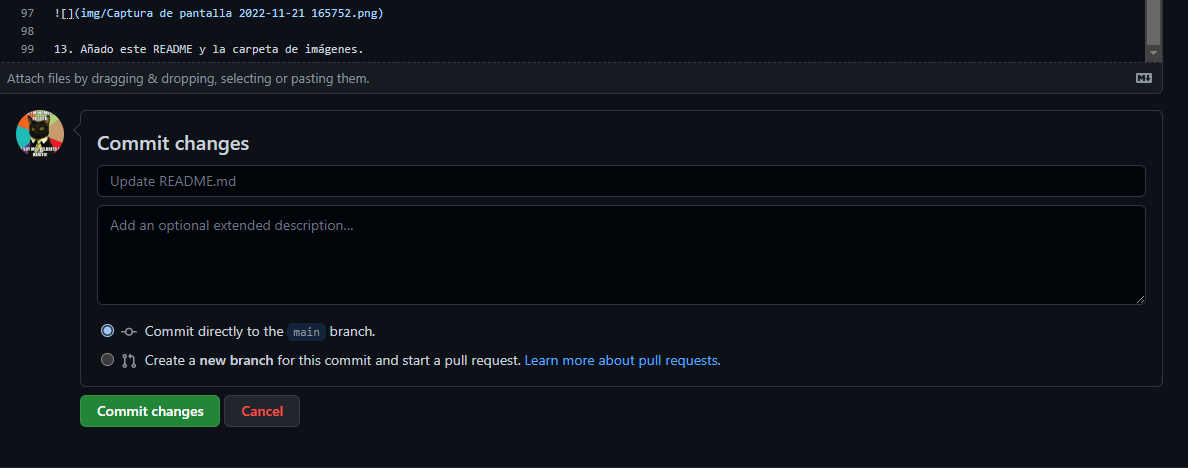 97 ![](img/Captura de pantalla 2022-11-21 165752.png)
98
99 13. Añado este README y la carpeta de imágenes.
Attach files by dragging & dropping, selecting or pasting them.
Commit changes
Update README.md
Add an optional extended description…
Commit directly to the main branch.
Create a new branch for this commit and start a pull request. Learn more about pull requests.
Commit changes
Cancel